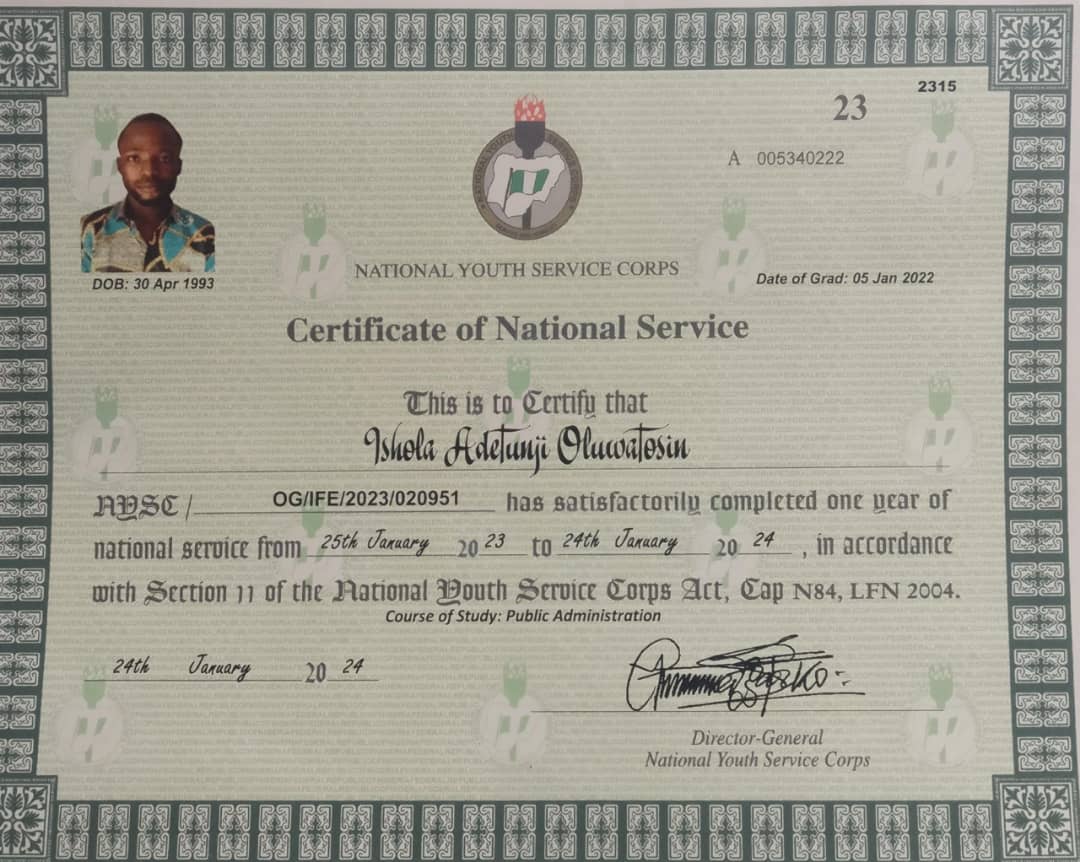 2315
23
A 005340222
DOB: 30 Apr 1993
NATIONAL YOUTH SERVICE CORPS
Date of Grad: 05 Jan 2022
Certificate of National Service
This is to Certify that
Ishola Adetunji Oluwatosin
NYSC / OG/IFE/2023/020951 has satisfactorily completed one year of
national service from 25th January 20 23 to 24th January 20 24 , in accordance
with Section 11 of the National Youth Service Corps Act, Cap N84, LFN 2004.
Course of Study: Public Administration
24th January 20 24
Director-General
National Youth Service Corps